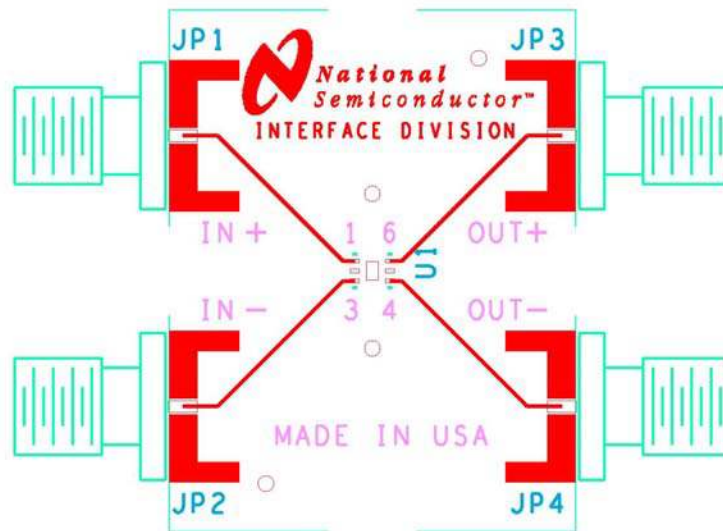 JP1 JP3
National
Semiconductor™
INTERFACE DIVISION
IN+ 1 6 OUT+
U1
IN- 3 4 OUT-
MADE IN USA
JP2 JP4